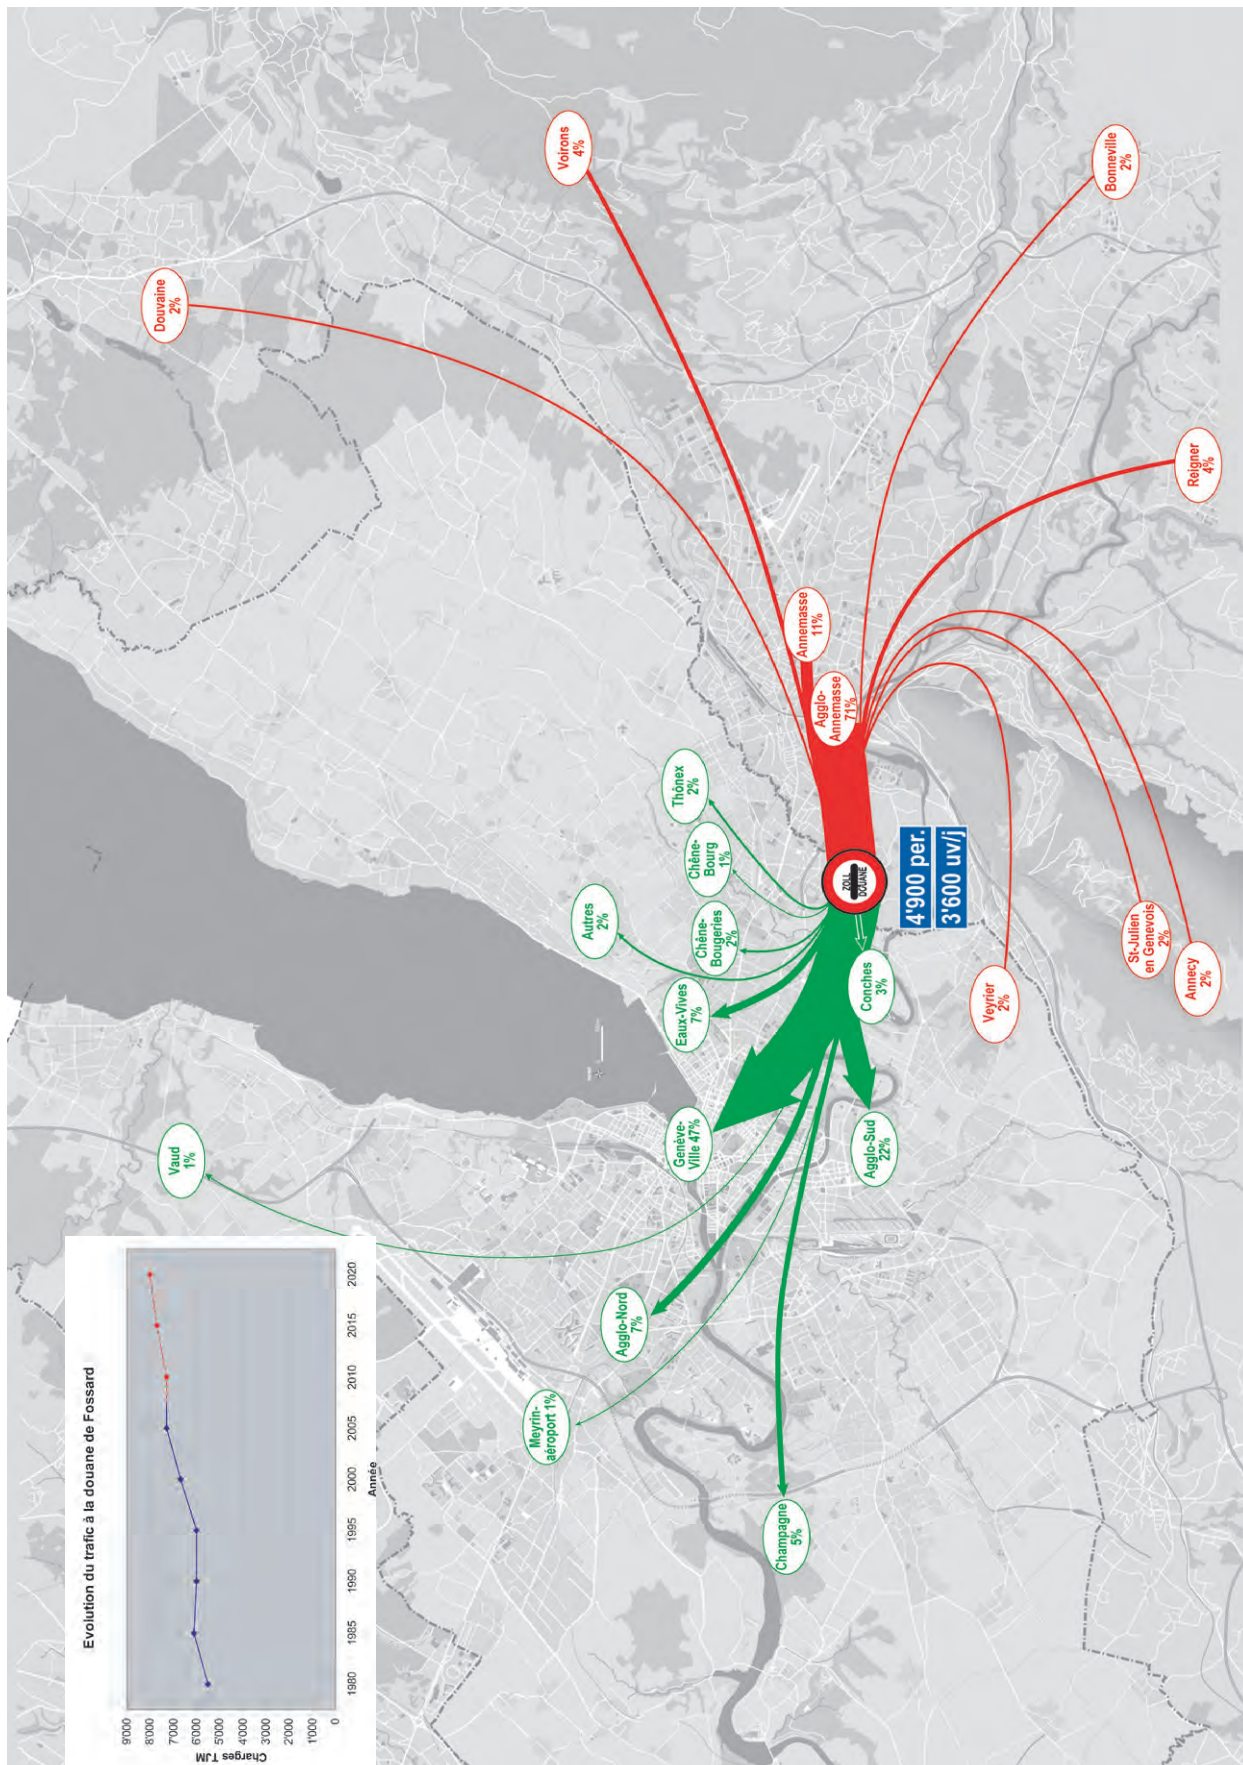 Evolution du trafic à la douane de Fossard
Charges TJM
9'000
8'000
7'000
6'000
5'000
4'000
3'000
2'000
1'000
0
1980
1985
1990
1995
2000
2005
2010
2015
2020
Année
Vaud
1%
Meyrin-
aéroport 1%
Agglo-Nord
7%
Champagne
5%
Genève-
Ville 47%
Agglo-Sud
22%
Eaux-Vives
7%
Autres
2%
Chêne-
Bougeries
2%
Chêne-
Bourg
1%
Thônex
2%
Conches
3%
ZOLL
DOUANE
4'900 per.
3'600 uv/j
Douvaine
2%
Voirons
4%
Annemasse
11%
Agglo-
Annemasse
71%
Bonneville
2%
Reigner
4%
Veyrier
2%
St-Julien
en Genevois
2%
Annecy
2%